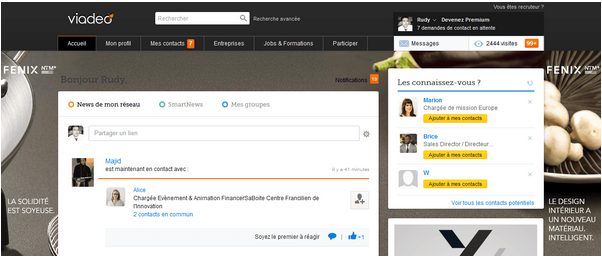 Vous êtes recruteur ?
viadeo
Rechercher
Recherche avancée
Rudy Devenez Premium
7 demandes de contact en attente
Accueil
Mon profil
Mes contacts 7
Entreprises
Jobs & Formations
Participer
Messages
2444 visites 99+
FENIX NTM®
Bonjour Rudy,
Notifications 19
News de mon réseau
SmartNews
Mes groupes
Partager un lien
Majid
est maintenant en contact avec :
Il y a 41 minutes
Alice
Chargée Evènement & Animation FinancerSaBoite Centre Francilien de
l'Innovation
2 contacts en commun
Soyez le premier à réagir
+1
Les connaissez-vous ?
Marion
Chargée de mission Europe
Ajouter à mes contacts
Brice
Sales Director / Directeur...
Ajouter à mes contacts
W
Ajouter à mes contacts
Voir tous les contacts potentiels
LA SOLIDITÉ
EST SOYEUSE.
FENIX NTM®
LE DESIGN
INTÉRIEUR A
UN NOUVEAU
MATÉRIAU.
INTELLIGENT.